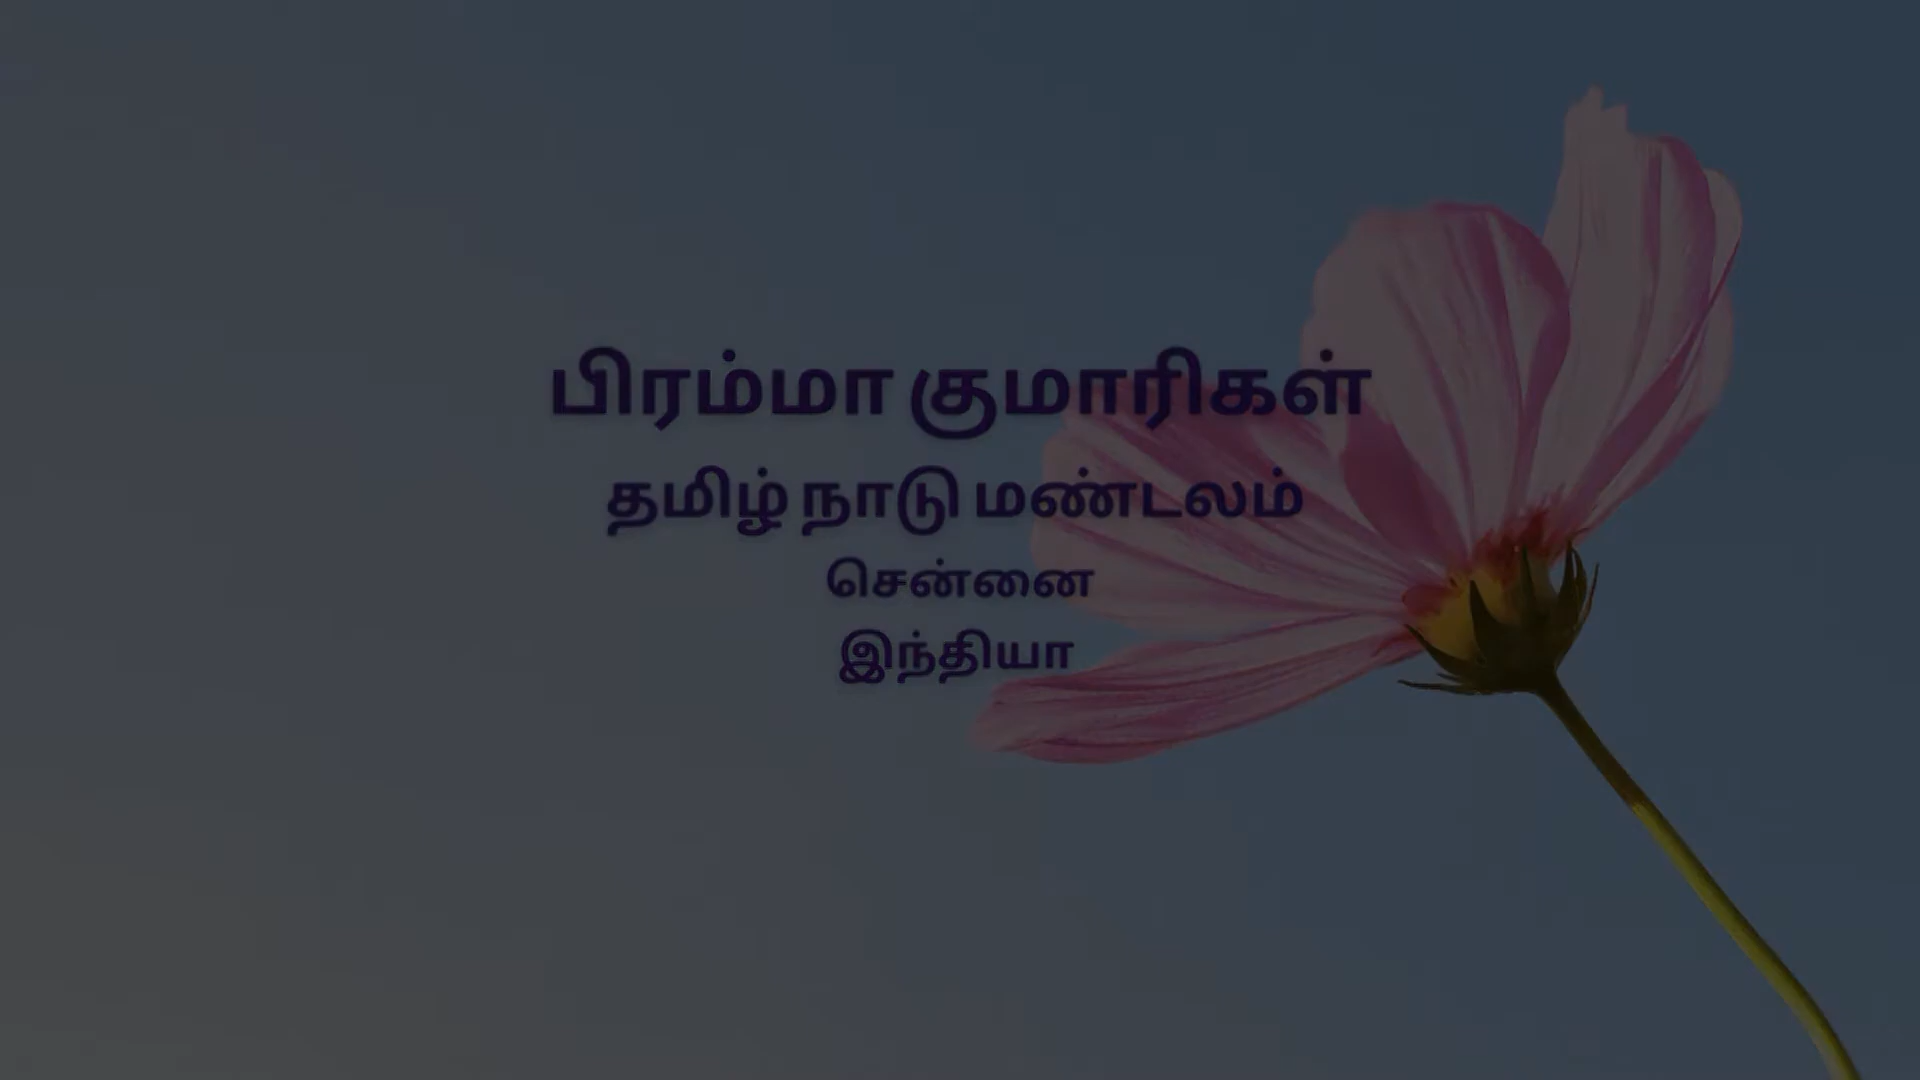 பிரம்மா குமாரிகள்
தமிழ் நாடு மண்டலம்
சென்னை
இந்தியா